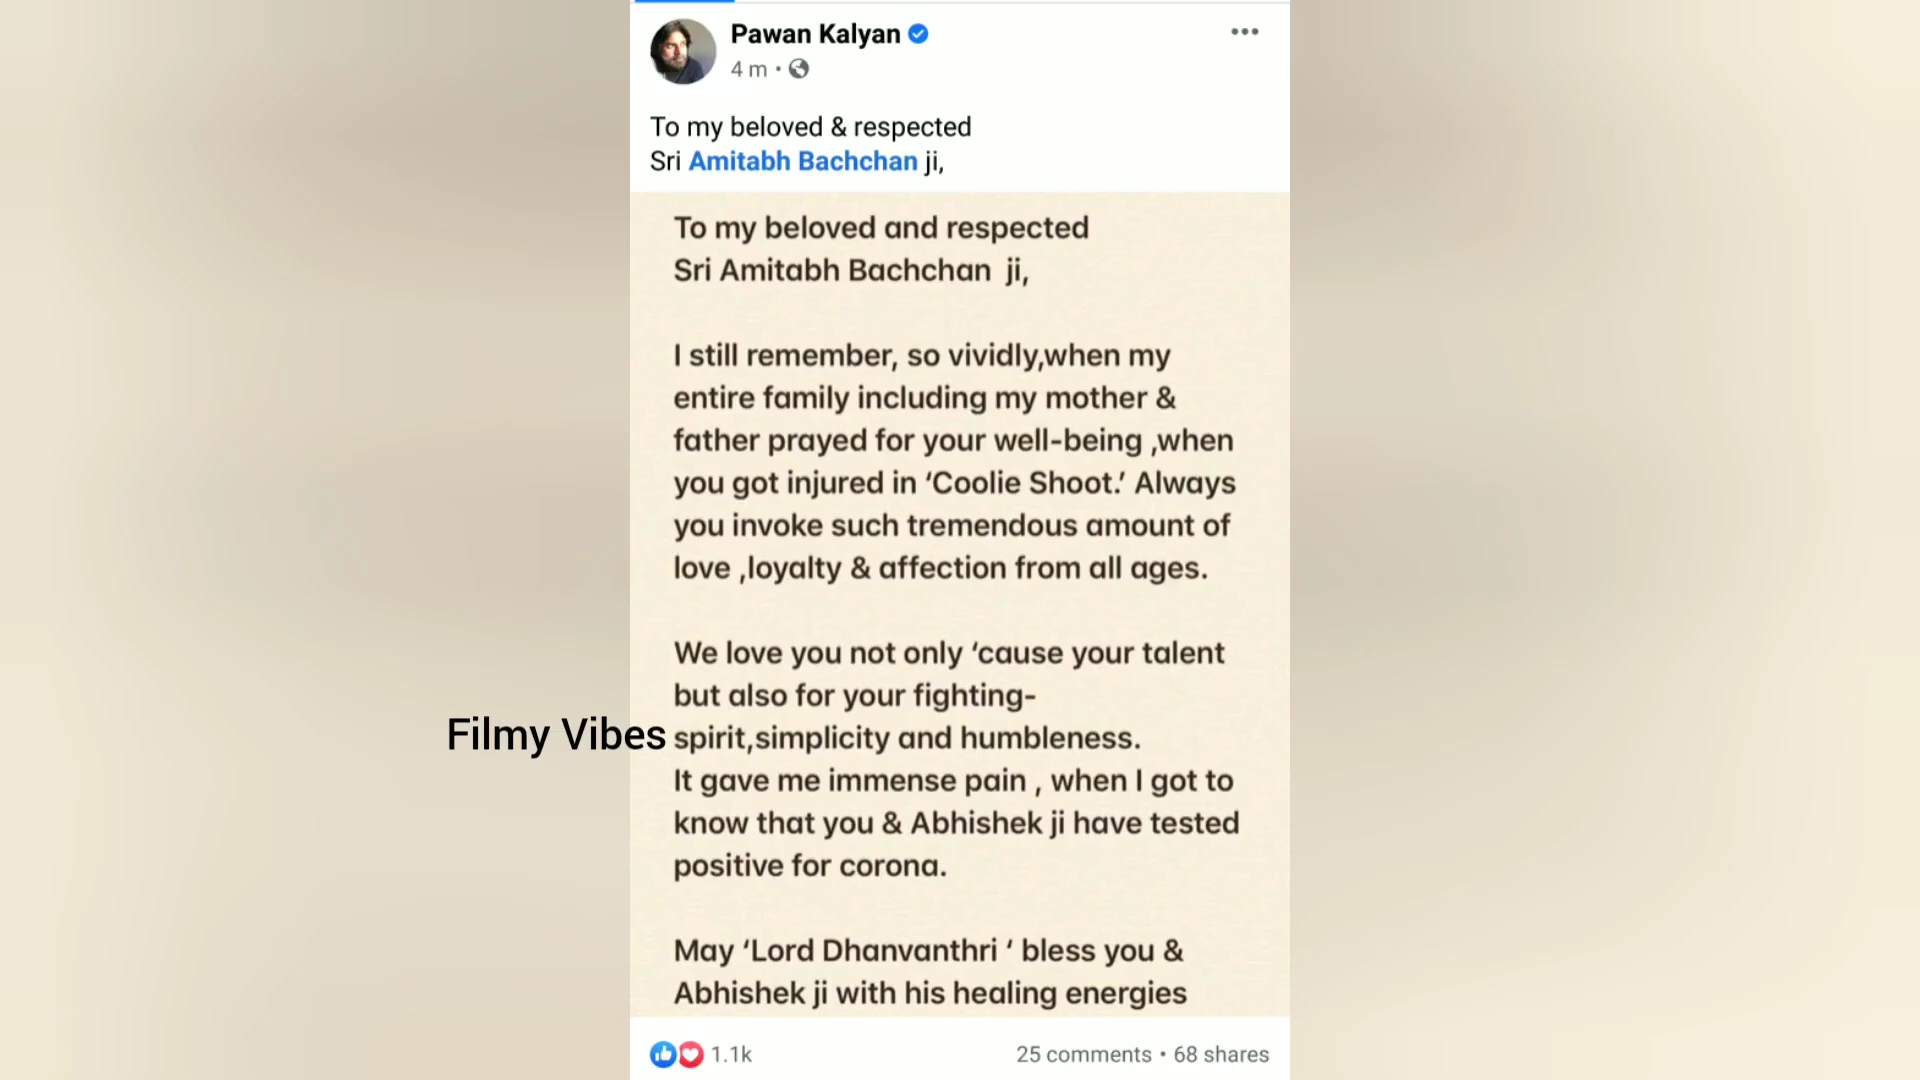 Pawan Kalyan
4 m
To my beloved & respected
Sri Amitabh Bachchan ji,
To my beloved and respected
Sri Amitabh Bachchan  ji,
I still remember, so vividly,when my
entire family including my mother &
father prayed for your well-being ,when
you got injured in ‘Coolie Shoot.’ Always
you invoke such tremendous amount of
love ,loyalty & affection from all ages.
We love you not only ‘cause your talent
but also for your fighting-
Filmy Vibes
spirit,simplicity and humbleness.
It gave me immense pain , when I got to
know that you & Abhishek ji have tested
positive for corona.
May ‘Lord Dhanvanthri ‘ bless you &
Abhishek ji with his healing energies
1.1k
25 comments • 68 shares